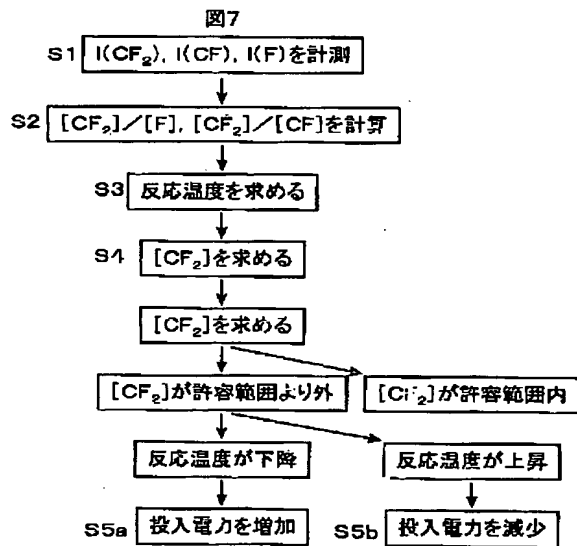 図7
S1 I(CF₂), I(CF), I(F)を計測
S2 [CF₂]/[F], [CF₂]/[CF]を計算
S3 反応温度を求める
S4 [CF₂]を求める
[CF₂]を求める
[CF₂]が許容範囲より外 [CF₂]が許容範囲内
反応温度が下降 反応温度が上昇
S5a 投入電力を増加 S5b 投入電力を減少